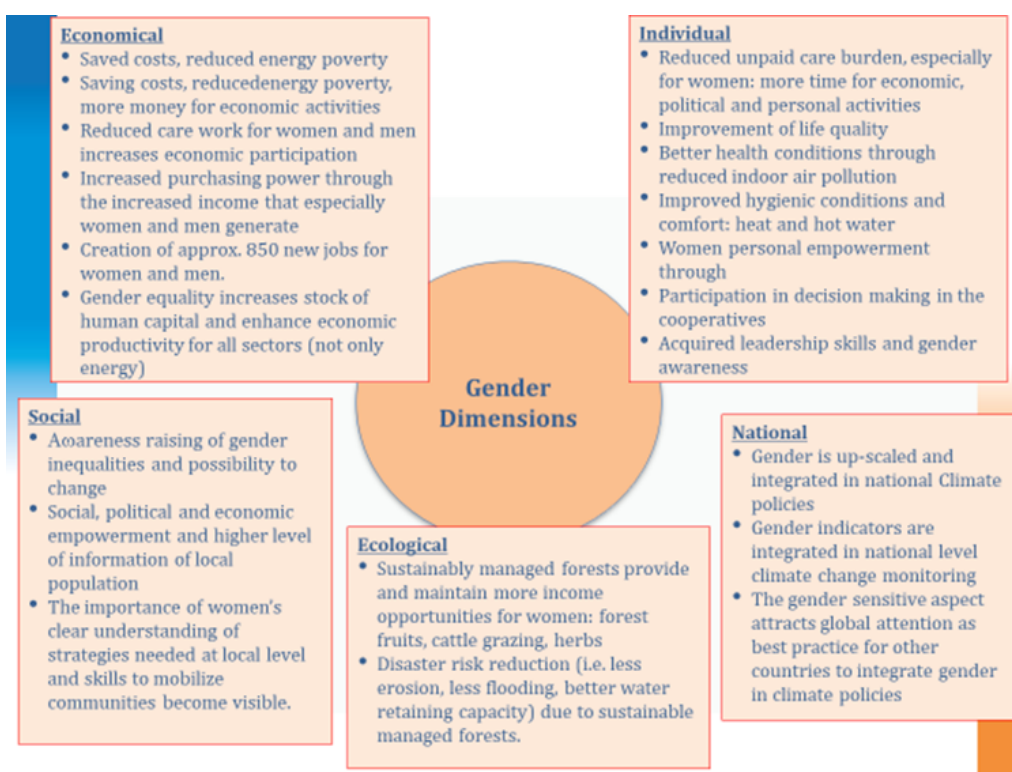 Economical
• Saved costs, reduced energy poverty
• Saving costs, reducedenergy poverty,
more money for economic activities
• Reduced care work for women and men
increases economic participation
• Increased purchasing power through
the increased income that especially
women and men generate
• Creation of approx. 850 new jobs for
women and men.
• Gender equality increases stock of
human capital and enhance economic
productivity for all sectors (not only
energy)
Individual
• Reduced unpaid care burden, especially
for women: more time for economic,
political and personal activities
• Improvement of life quality
• Better health conditions through
reduced indoor air pollution
• Improved hygienic conditions and
comfort: heat and hot water
• Women personal empowerment
through
• Participation in decision making in the
cooperatives
• Acquired leadership skills and gender
awareness
Gender
Dimensions
Social
• Aωareness raising of gender
inequalities and possibility to
change
• Social, political and economic
empowerment and higher level
of information of local
population
• The importance of women's
clear understanding of
strategies needed at local level
and skills to mobilize
communities become visible.
Ecological
• Sustainably managed forests provide
and maintain more income
opportunities for women: forest
fruits, cattle grazing, herbs
• Disaster risk reduction (i.e. less
erosion, less flooding, better water
retaining capacity) due to sustainable
managed forests.
National
• Gender is up-scaled and
integrated in national Climate
policies
• Gender indicators are
integrated in national level
climate change monitoring
• The gender sensitive aspect
attracts global attention as
best practice for other
countries to integrate gender
in climate policies